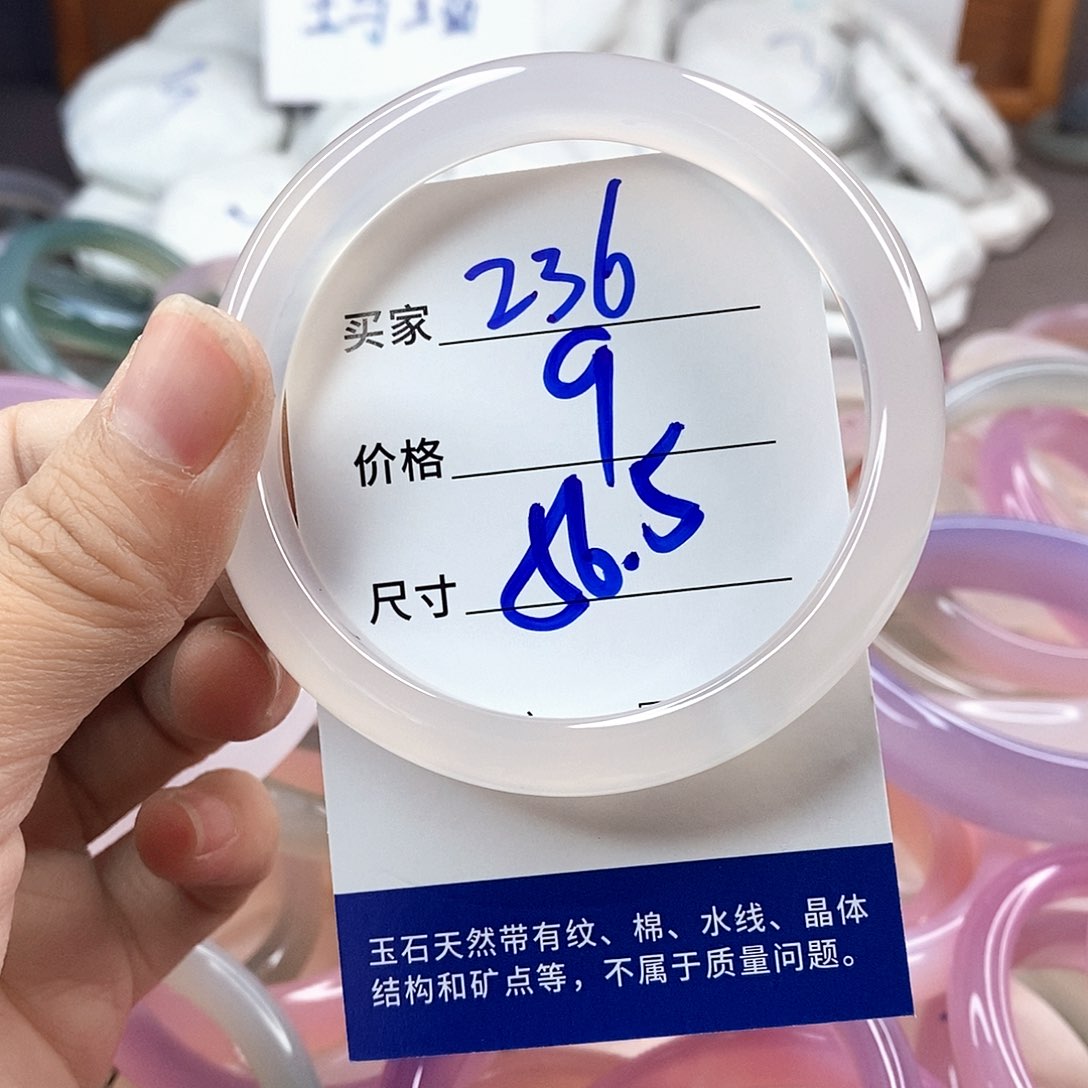 买家 236
价格 9
尺寸 56.5
玉石天然带有纹、棉、水线、晶体
结构和矿点等，不属于质量问题。